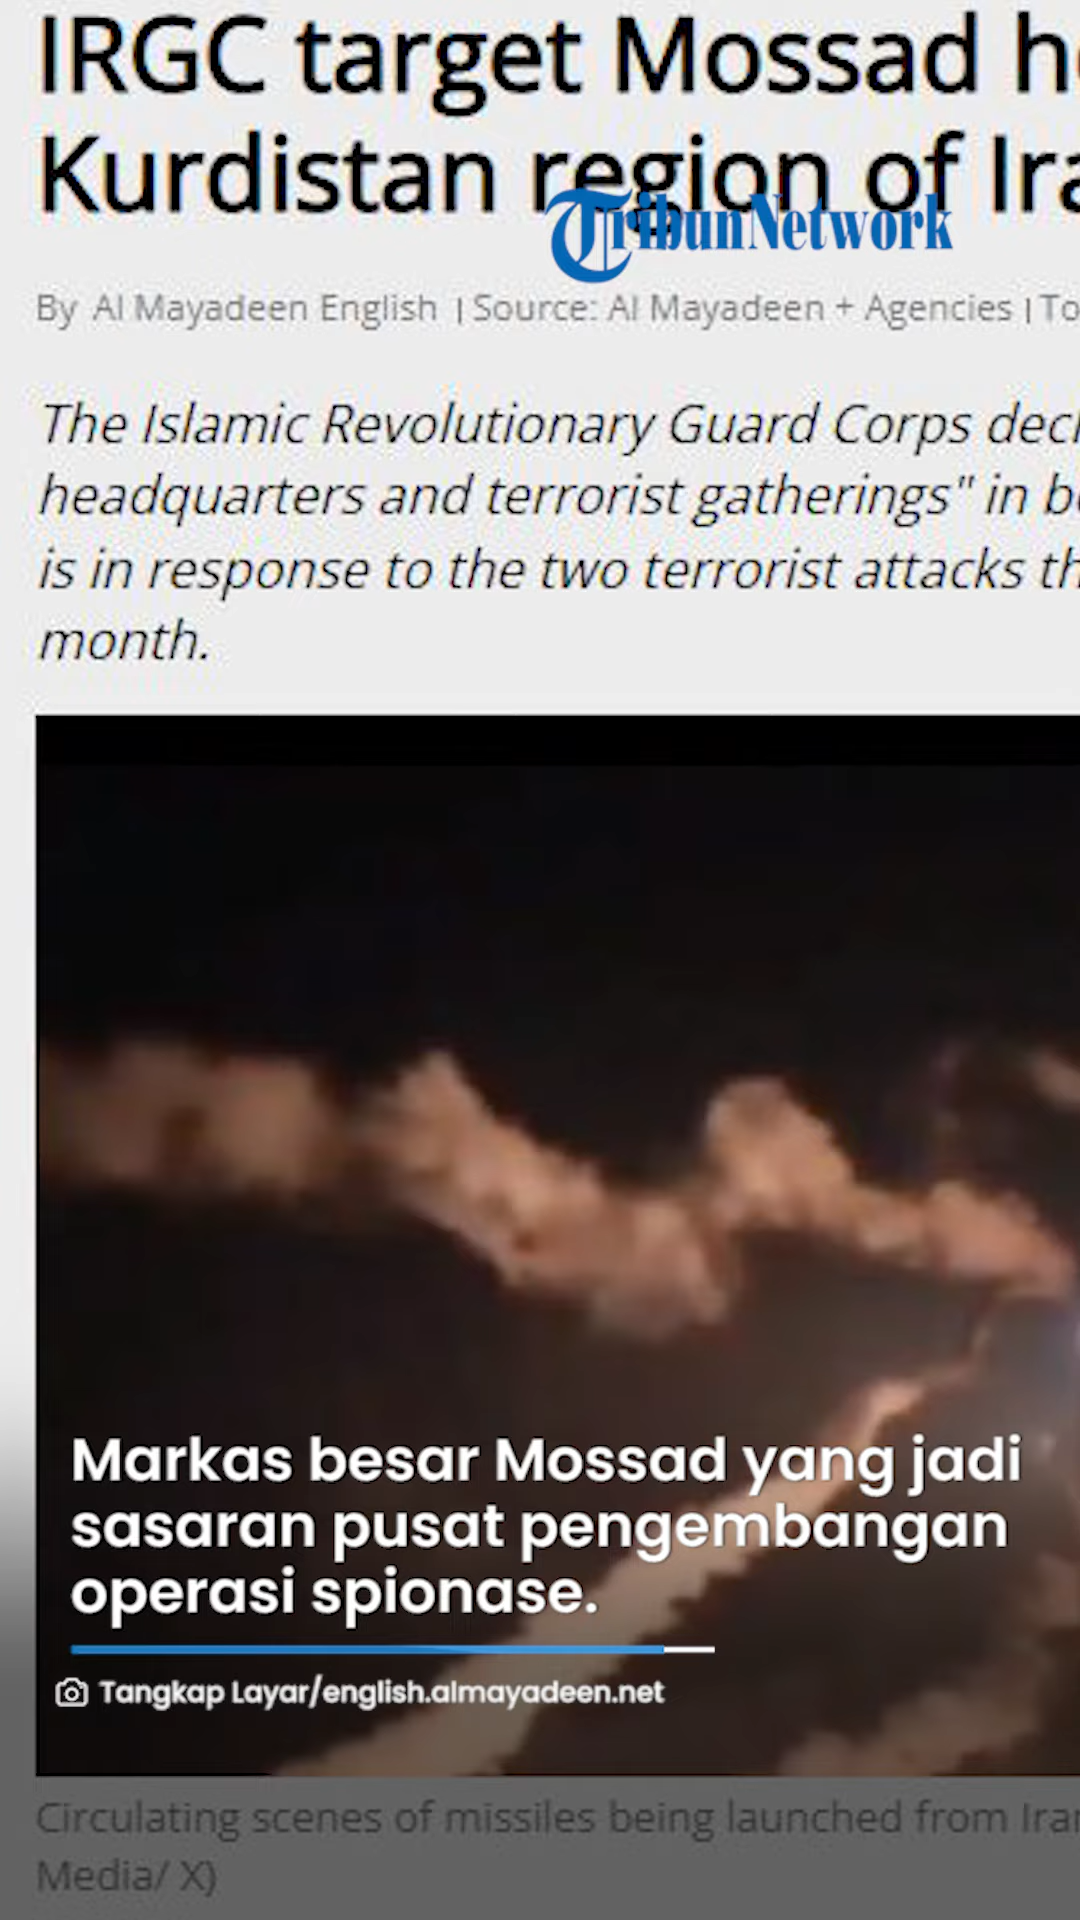 IRGC target Mossad h
Kurdistan region of Ira
TribunNetwork
By Al Mayadeen English | Source: Al Mayadeen + Agencies | To
The Islamic Revolutionary Guard Corps decl
headquarters and terrorist gatherings" in b
is in response to the two terrorist attacks th
month.
Markas besar Mossad yang jadi
sasaran pusat pengembangan
operasi spionase.
Tangkap Layar/english.almayadeen.net
Circulating scenes of missiles being launched from Iran
Media/ X)